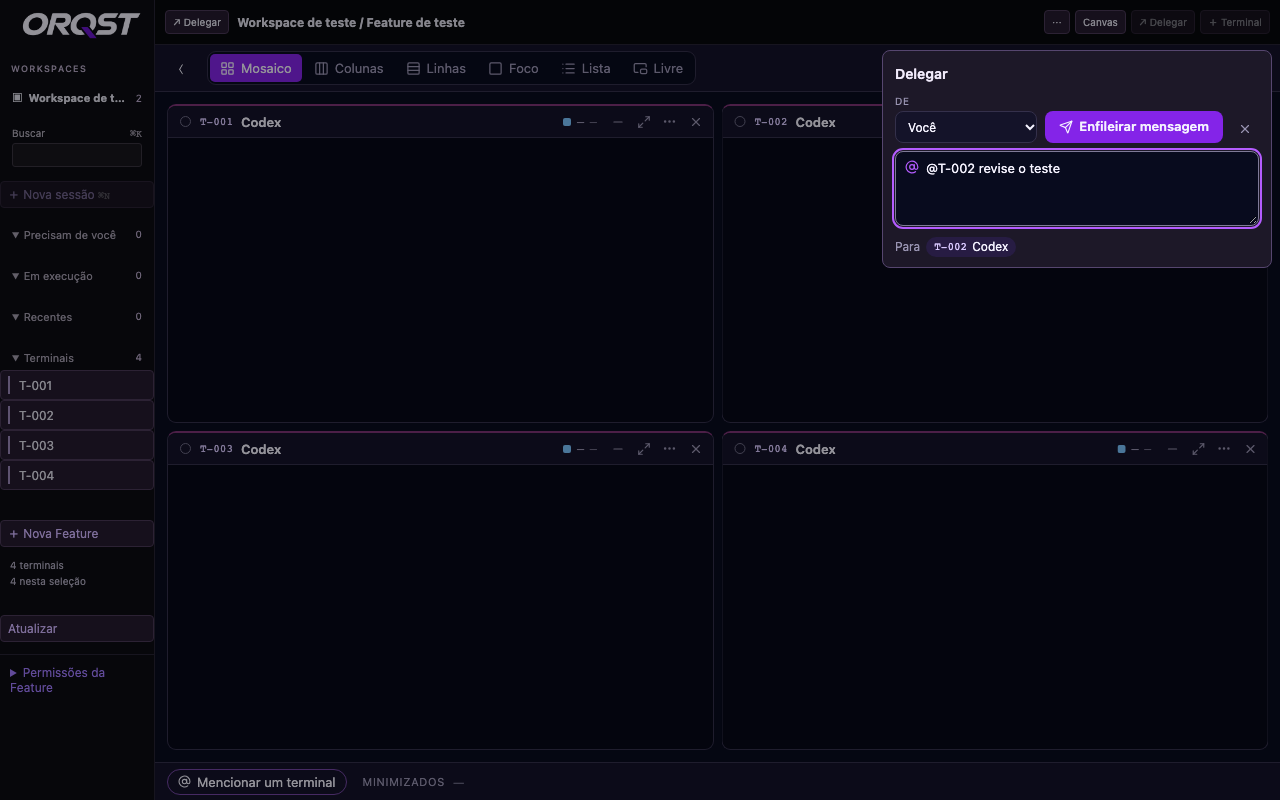 ORQST
WORKSPACES
Workspace de t... 2
Buscar ⌘K
+ Nova sessão ⌘N
▼ Precisam de você 0
▼ Em execução 0
▼ Recentes 0
▼ Terminais 4
T-001
T-002
T-003
T-004
+ Nova Feature
4 terminais
4 nesta seleção
Atualizar
▶ Permissões da
Feature
↗ Delegar Workspace de teste / Feature de teste
··· Canvas ↗ Delegar + Terminal
‹ Mosaico Colunas Linhas Foco Lista Livre
T-001 Codex
T-002 Codex
T-003 Codex
T-004 Codex
Delegar
DE
Você Enfileirar mensagem ×
@ @T-002 revise o teste
Para T-002 Codex
@ Mencionar um terminal MINIMIZADOS —